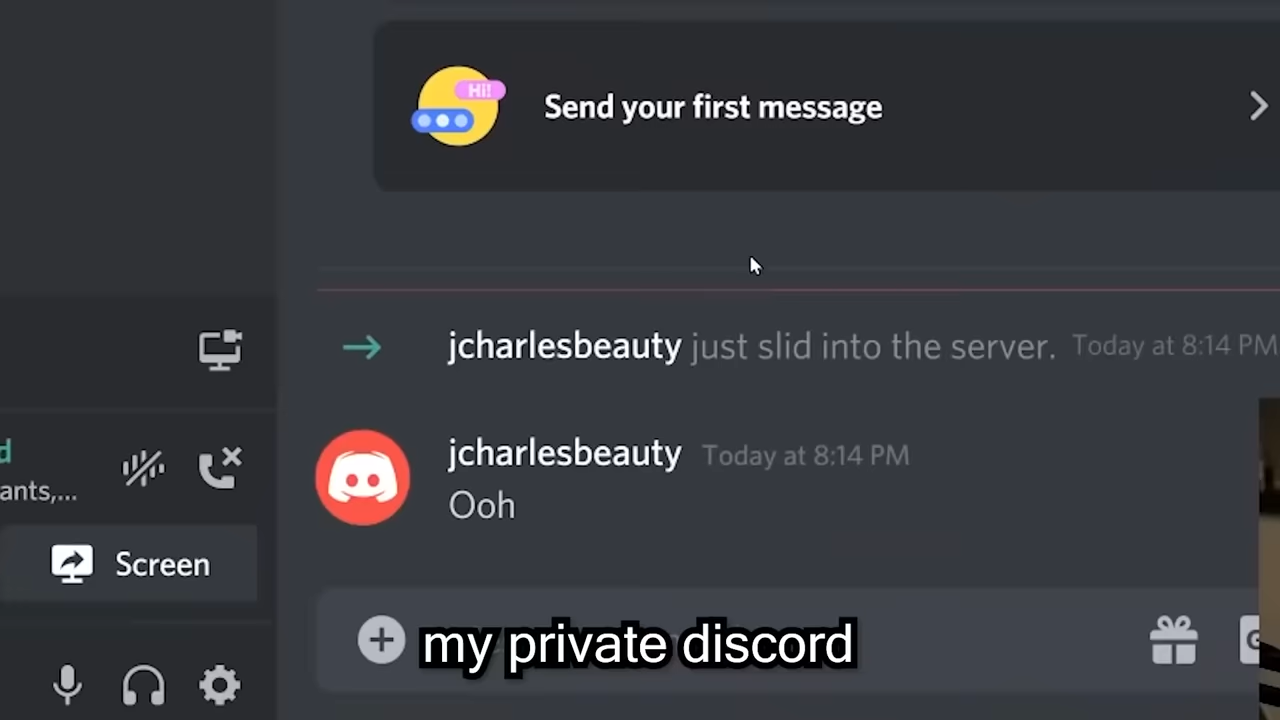 Hi!
Send your first message
jcharlesbeauty just slid into the server. Today at 8:14 PM
jcharlesbeauty Today at 8:14 PM
Ooh
d
ants,...
Screen
my private discord